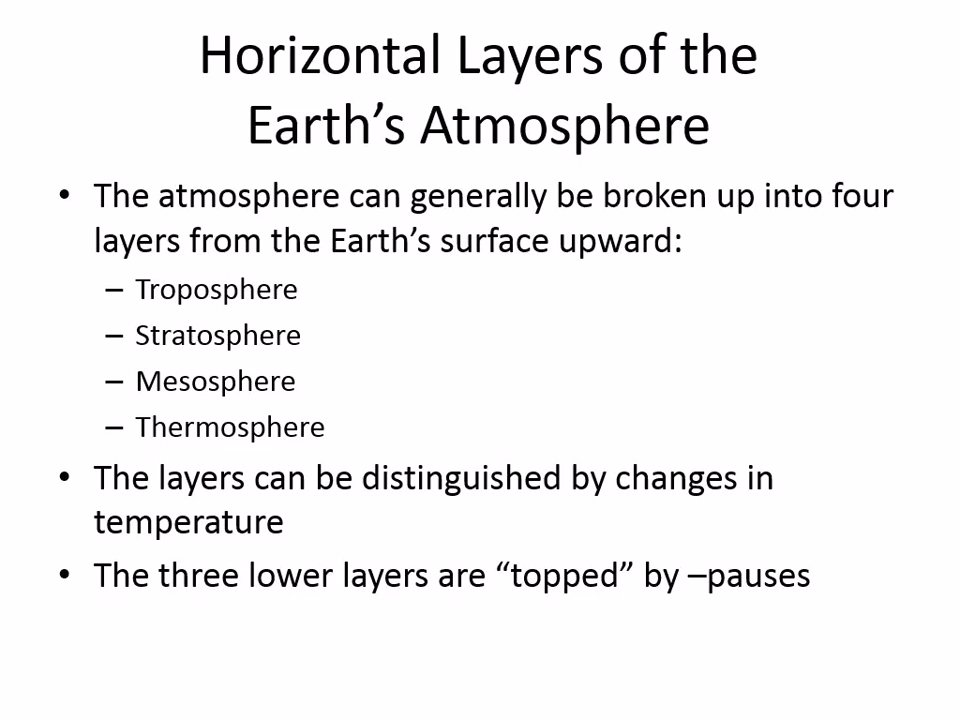 Horizontal Layers of the
Earth’s Atmosphere
• The atmosphere can generally be broken up into four
layers from the Earth’s surface upward:
– Troposphere
– Stratosphere
– Mesosphere
– Thermosphere
• The layers can be distinguished by changes in
temperature
• The three lower layers are “topped” by –pauses